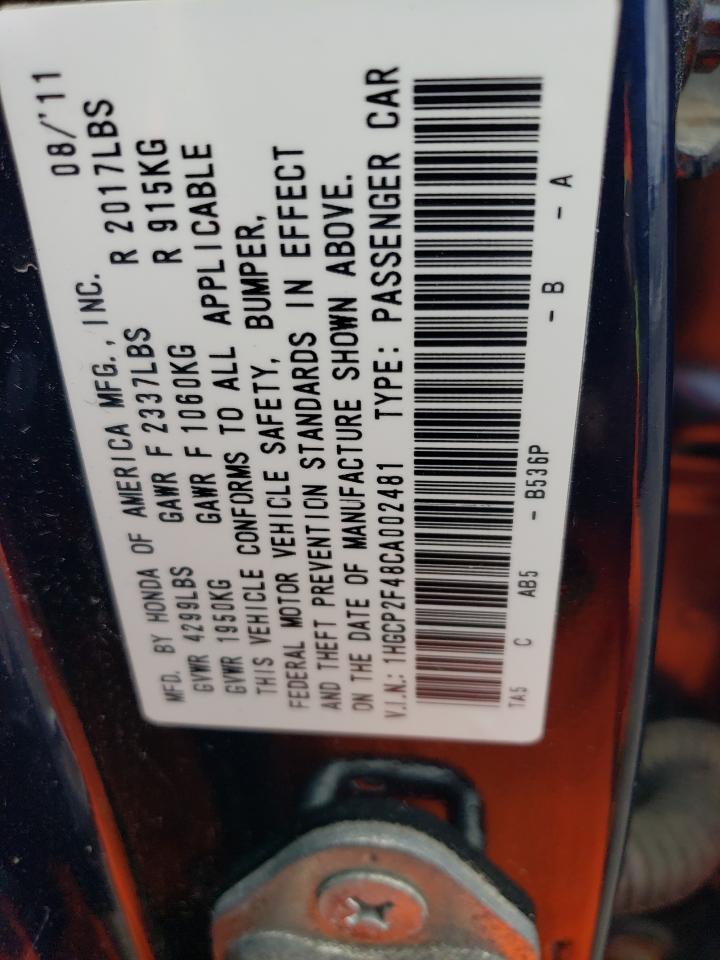 MFD. BY HONDA OF AMERICA MFG., INC. 08/'11
GVWR 4299LBS GAWR F 2337LBS R 2017LBS
GVWR 1950KG GAWR F 1060KG R 915KG
THIS VEHICLE CONFORMS TO ALL APPLICABLE
FEDERAL MOTOR VEHICLE SAFETY, BUMPER,
AND THEFT PREVENTION STANDARDS IN EFFECT
ON THE DATE OF MANUFACTURE SHOWN ABOVE.
V.I.N.: 1HGCP2F48CA002481 TYPE: PASSENGER CAR
TA5 C AB5 - B536P - B - A